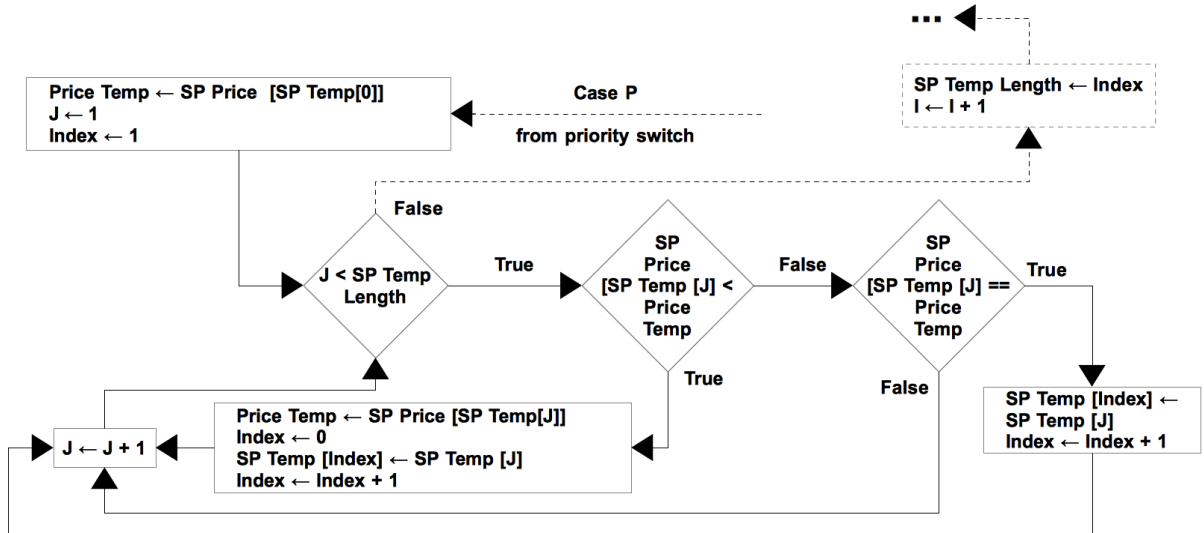 ...
SP Temp Length ← Index
I ← I + 1
Price Temp ← SP Price [SP Temp[0]]
J ← 1
Index ← 1
Case P
from priority switch
False
J < SP Temp
Length
True
SP
Price
[SP Temp [J] <
Price
Temp
False
SP
Price
[SP Temp [J] ==
Price
Temp
True
True
False
Price Temp ← SP Price [SP Temp[J]]
Index ← 0
SP Temp [Index] ← SP Temp [J]
Index ← Index + 1
J ← J + 1
SP Temp [Index] ←
SP Temp [J]
Index ← Index + 1